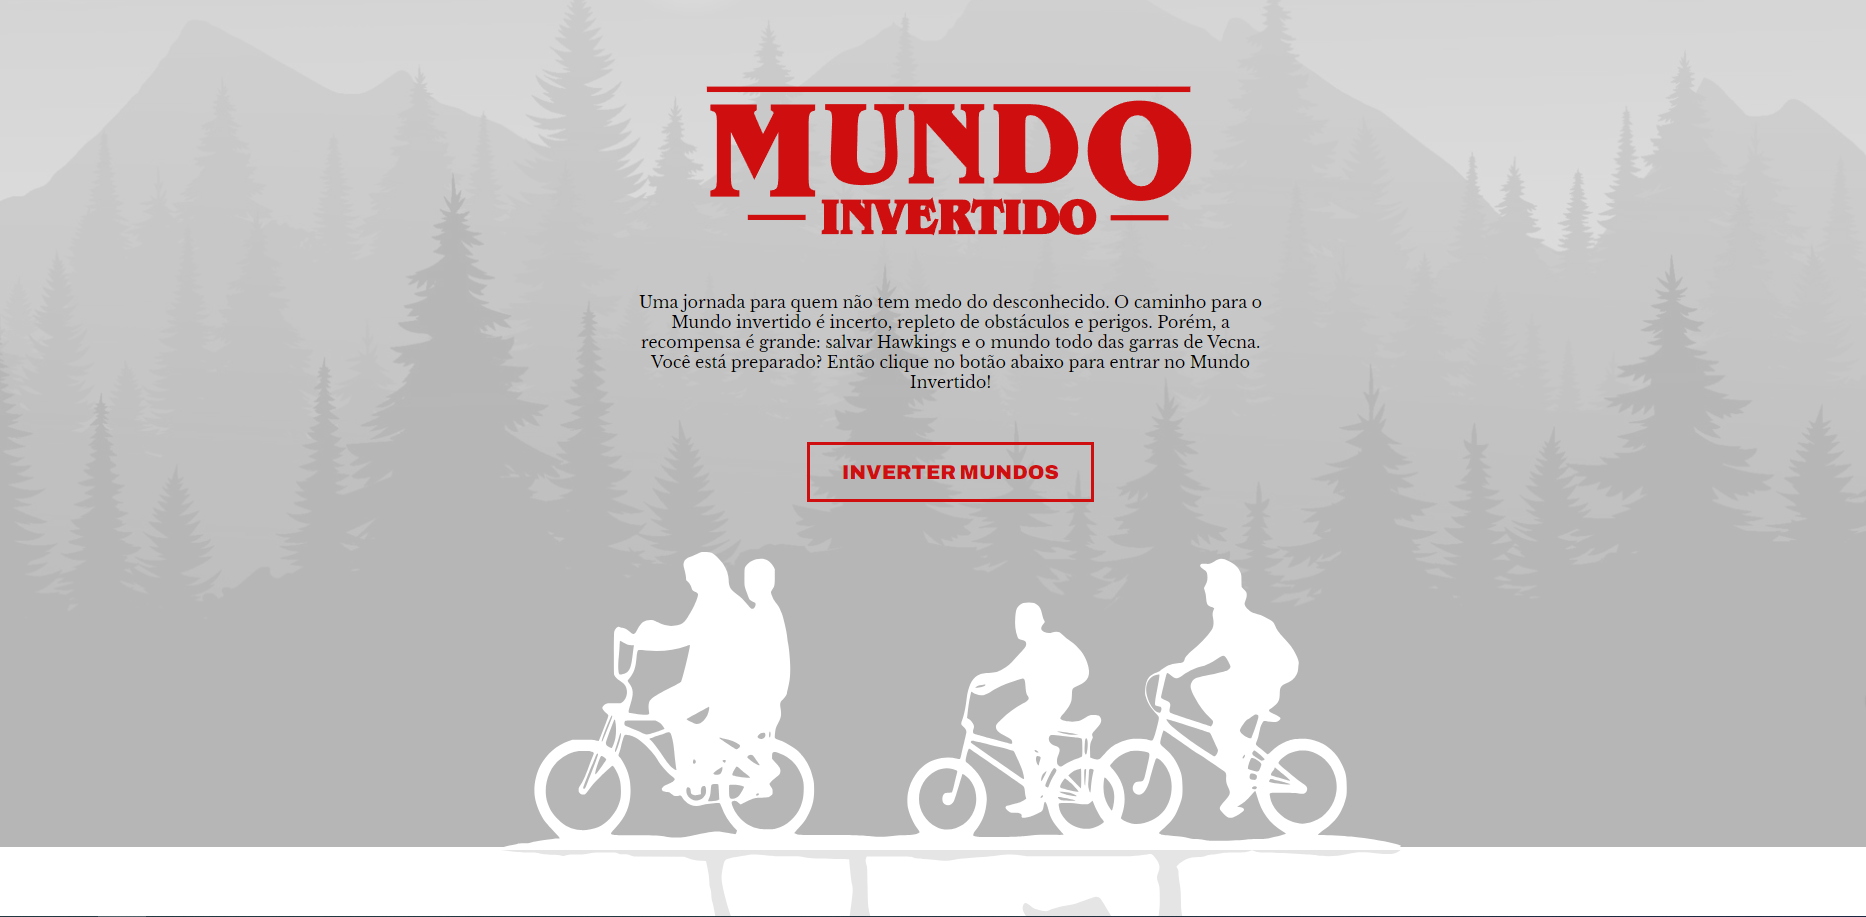 MUNDO
INVERTIDO
Uma jornada para quem não tem medo do desconhecido. O caminho para o
Mundo invertido é incerto, repleto de obstáculos e perigos. Porém, a
recompensa é grande: salvar Hawkings e o mundo todo das garras de Vecna.
Você está preparado? Então clique no botão abaixo para entrar no Mundo
Invertido!
INVERTER MUNDOS